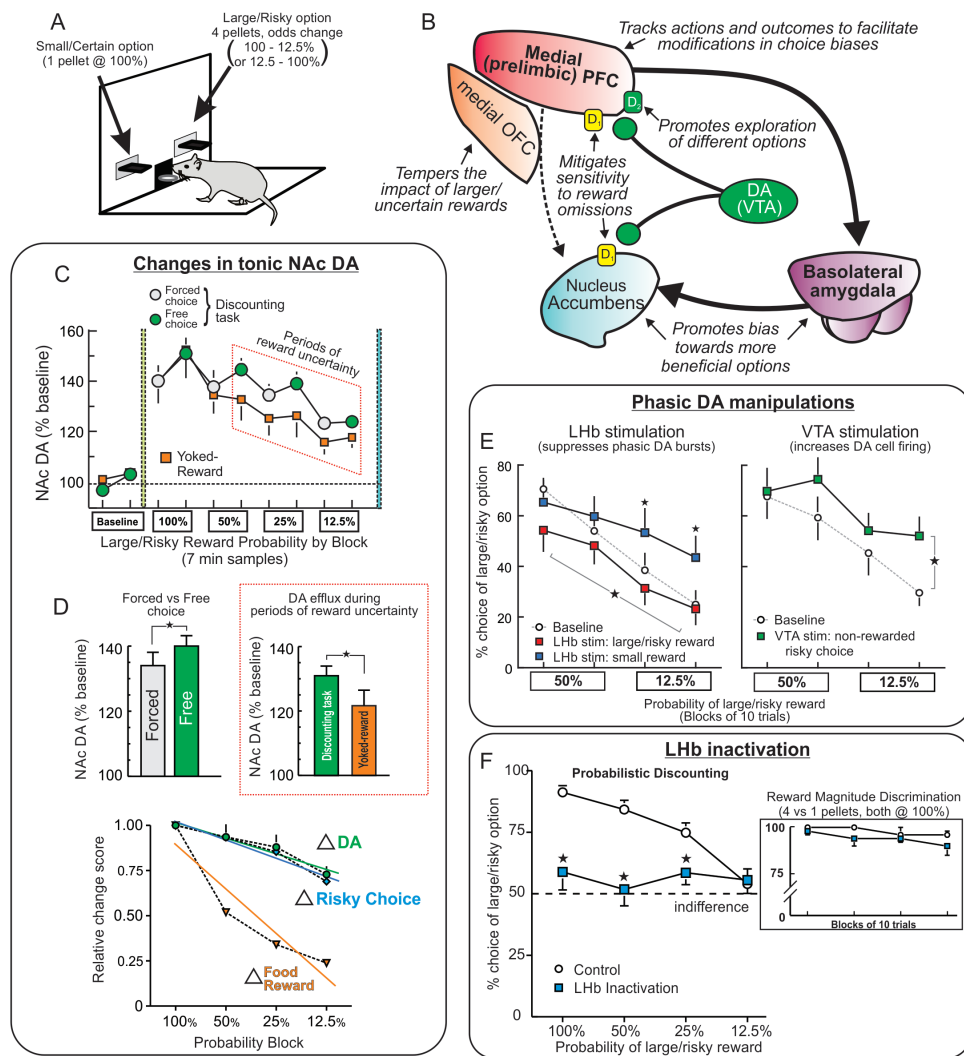 A
Small/Certain option
(1 pellet @ 100%)
Large/Risky option
4 pellets, odds change
( 100 - 12.5% )
or 12.5 - 100%
B
Tracks actions and outcomes to facilitate
modifications in choice biases
Medial
(prelimbic) PFC
medial OFC
D2
D1
Promotes exploration
of different options
Tempers the
impact of larger/
uncertain rewards
Mitigates
sensitivity
to reward
omissions
DA
(VTA)
D1
Nucleus
Accumbens
Basolateral
amygdala
Promotes bias
towards more
beneficial options
C
Changes in tonic NAc DA
Forced
choice
Free
choice
Discounting
task
Periods of
reward uncertainty
NAc DA (% baseline)
160
140
120
100
Yoked-
Reward
Baseline
100%
50%
25%
12.5%
Large/Risky Reward Probability by Block
(7 min samples)
D
Forced vs Free
choice
NAc DA (% baseline)
140
120
100
Forced
Free
DA efflux during
periods of reward uncertainty
NAc DA (% baseline)
140
120
100
Discounting task
Yoked-reward
Relative change score
1.00
0.75
0.50
0.25
0
△ DA
△ Risky Choice
△ Food
Reward
100%
50%
25%
12.5%
Probability Block
Phasic DA manipulations
E
LHb stimulation
(suppresses phasic DA bursts)
VTA stimulation
(increases DA cell firing)
% choice of large/risky option
80
60
40
20
0
Baseline
LHb stim: large/risky reward
LHb stim: small reward
Baseline
VTA stim: non-rewarded
risky choice
50%
12.5%
50%
12.5%
Probability of large/risky reward
(Blocks of 10 trials)
LHb inactivation
F
Probabilistic Discounting
% choice of large/risky option
100
75
50
25
0
indifference
Control
LHb Inactivation
100%
50%
25%
12.5%
Probability of large/risky reward
Reward Magnitude Discrimination
(4 vs 1 pellets, both @ 100%)
100
75
0
Blocks of 10 trials